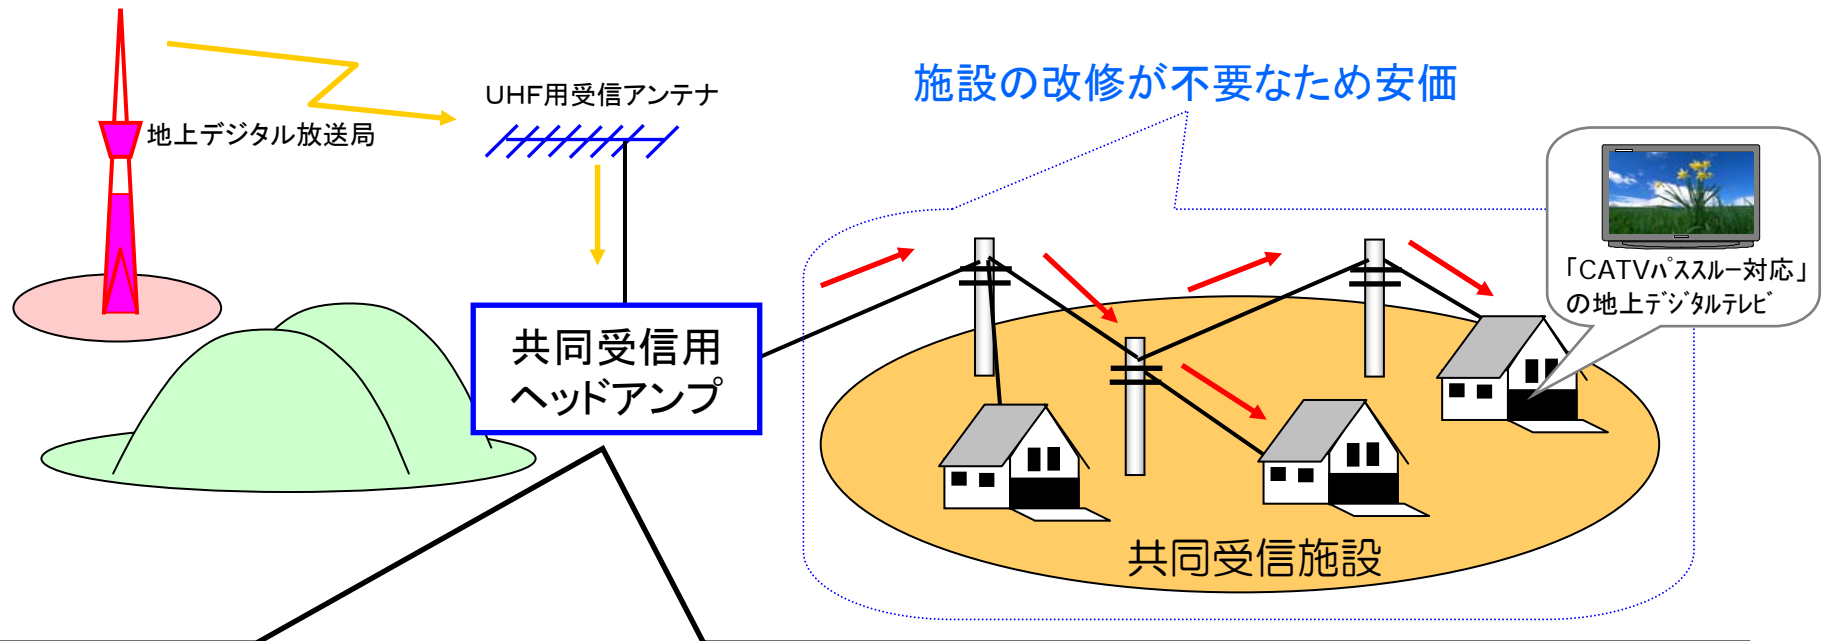 施設の改修が不要なため安価
UHF用受信アンテナ
地上デジタル放送局
「CATVパススルー対応」
の地上デジタルテレビ
共同受信用
ヘッドアンプ
共同受信施設